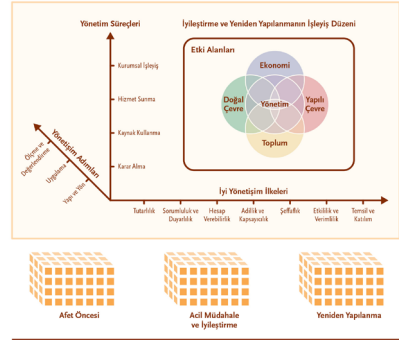 Yönetim Süreçleri
İyileştirme ve Yeniden Yapılanmanın İşleyiş Düzeni
Etki Alanları
Ekonomi
Doğal
Çevre
Yönetim
Yapılı
Çevre
Toplum
Kurumsal İşleyiş
Hizmet Sunma
Kaynak Kullanma
Karar Alma
Yönetişim Adımları
Ölçme ve
Değerlendirme
Uygulama
Yapı ve Yön
İyi Yönetişim İlkeleri
Tutarlılık
Sorumluluk ve
Duyarlılık
Hesap
Verebilirlik
Adillik ve
Kapsayıcılık
Şeffaflık
Etkililik ve
Verimlilik
Temsil ve
Katılım
Afet Öncesi
Acil Müdahale
ve İyileştirme
Yeniden Yapılanma